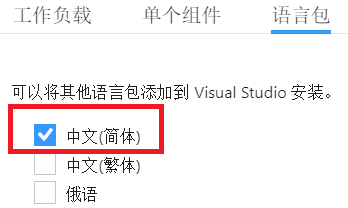 工作负载 单个组件 语言包
可以将其他语言包添加到 Visual Studio 安装。
中文(简体)
中文(繁体)
俄语